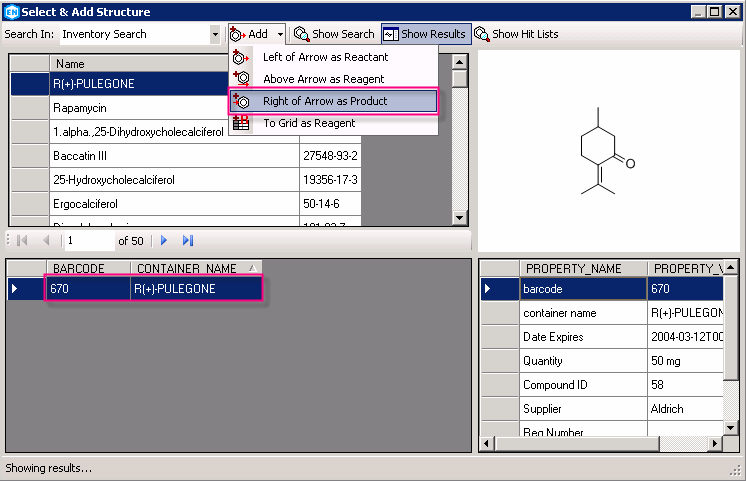 EN Select & Add Structure
Search In: Inventory Search Add Show Search Show Results Show Hit Lists
Left of Arrow as Reactant
Above Arrow as Reagent
Right of Arrow as Product
To Grid as Reagent
Name
R(+)-PULEGONE
Rapamycin
1.alpha.,25-Dihydroxycholecalciferol
Baccatin III 27548-93-2
25-Hydroxycholecalciferol 19356-17-3
Ergocalciferol 50-14-6
O
1 of 50
BARCODE CONTAINER_NAME
670 R(+)-PULEGONE
PROPERTY_NAME PROPERTY_V
barcode 670
container name R(+)-PULEGON
Date Expires 2004-03-12T00
Quantity 50 mg
Compound ID 58
Supplier Aldrich
Reg Number
Showing results...